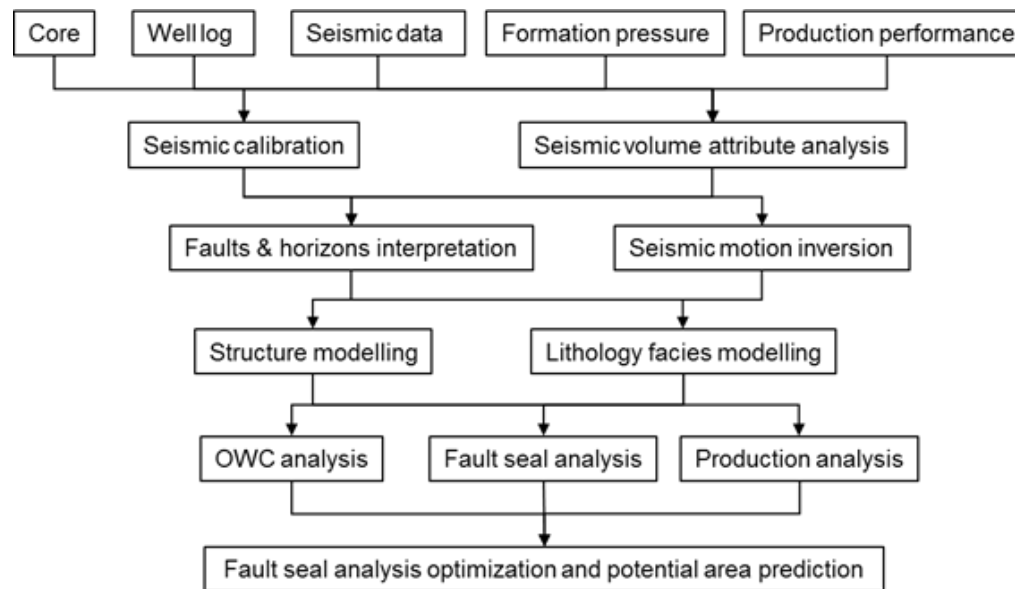 Core
Well log
Seismic data
Formation pressure
Production performance
Seismic calibration
Seismic volume attribute analysis
Faults & horizons interpretation
Seismic motion inversion
Structure modelling
Lithology facies modelling
OWC analysis
Fault seal analysis
Production analysis
Fault seal analysis optimization and potential area prediction